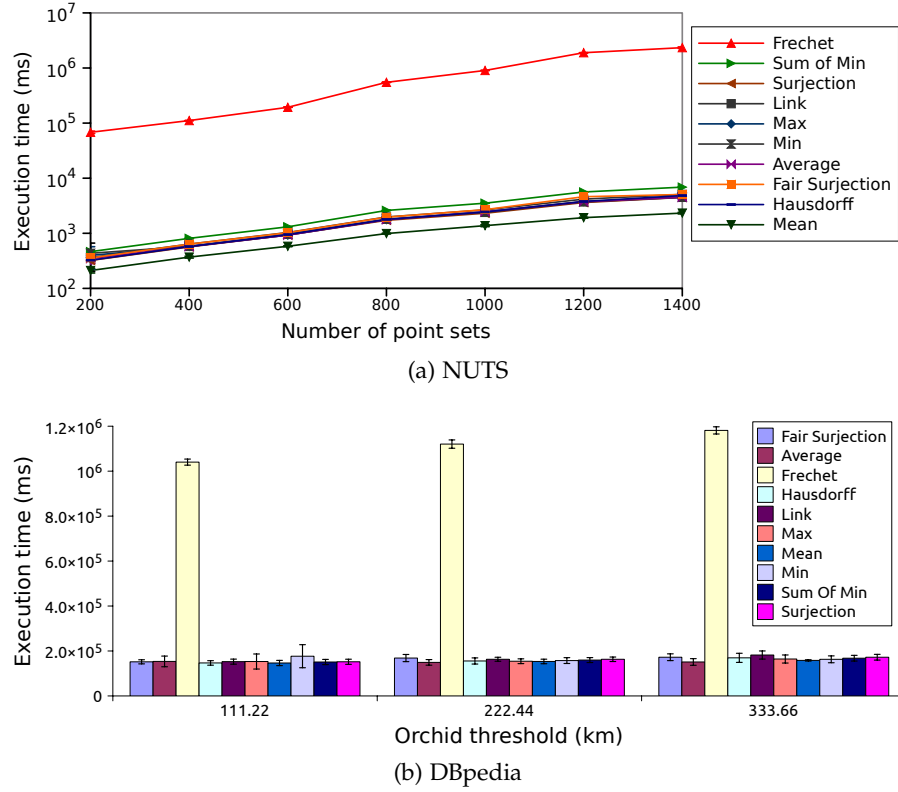 10^7
10^6
10^5
10^4
10^3
10^2
Execution time (ms)
200
400
600
800
1000
1200
1400
Number of point sets
Frechet
Sum of Min
Surjection
Link
Max
Min
Average
Fair Surjection
Hausdorff
Mean
(a) NUTS
1.2×10^6
10^6
8.0×10^5
6.0×10^5
4.0×10^5
2.0×10^5
0
Execution time (ms)
111.22
222.44
333.66
Orchid threshold (km)
Fair Surjection
Average
Frechet
Hausdorff
Link
Max
Mean
Min
Sum Of Min
Surjection
(b) DBpedia